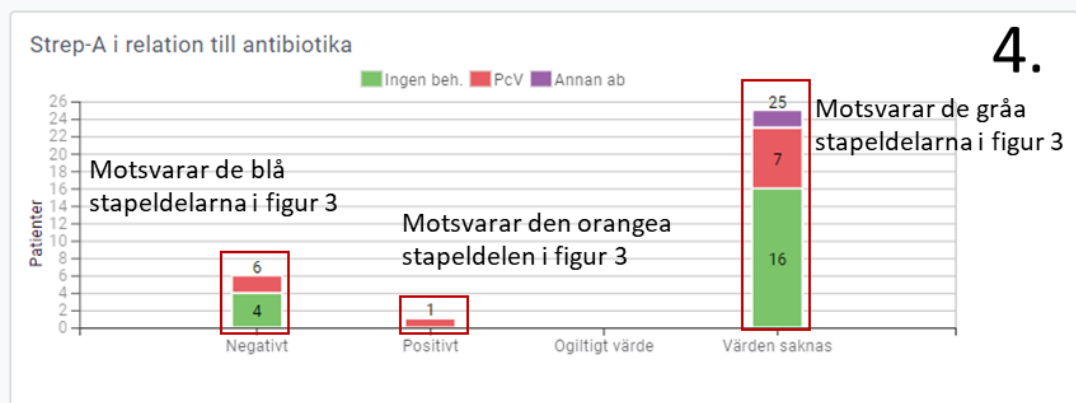 Strep-A i relation till antibiotika
4.
Ingen beh. PcV Annan ab
26
24
22
20
18
16
14
12
10
8
6
4
2
0
Patienter
Motsvarar de blå
stapeldelarna i figur 3
6
4
Motsvarar den orangea
stapeldelen i figur 3
1
25
7
16
Motsvarar de gråa
stapeldelarna i figur 3
Negativt Positivt Ogiltigt värde Värden saknas